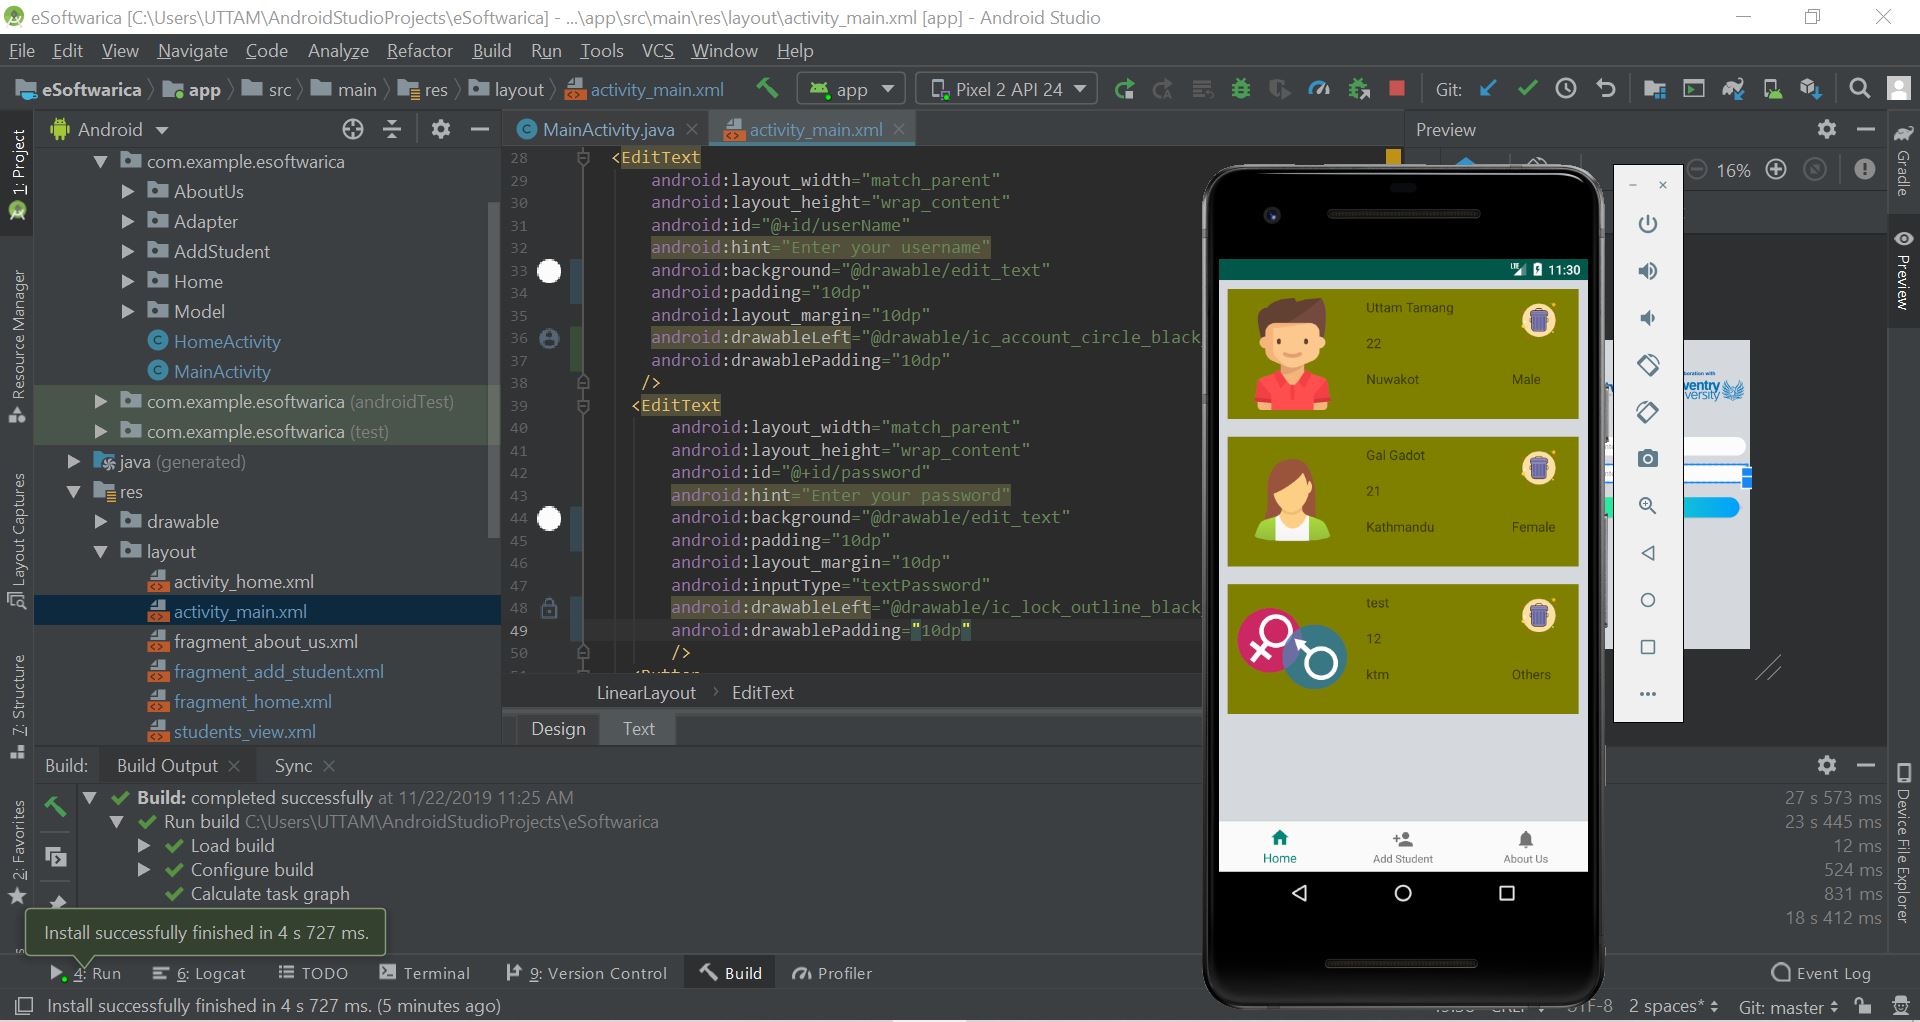 eSoftwarica [C:\Users\UTTAM\AndroidStudioProjects\eSoftwarica] - ...\app\src\main\res\layout\activity_main.xml [app] - Android Studio
File Edit View Navigate Code Analyze Refactor Build Run Tools VCS Window Help
eSoftwarica app src main res layout activity_main.xml app Pixel 2 API 24 Git:
Android
MainActivity.java activity_main.xml
Preview
16%
1: Project
Resource Manager
Layout Captures
7: Structure
2: Favorites
com.example.esoftwarica
AboutUs
Adapter
AddStudent
Home
Model
HomeActivity
MainActivity
com.example.esoftwarica (androidTest)
com.example.esoftwarica (test)
java (generated)
res
drawable
layout
activity_home.xml
activity_main.xml
fragment_about_us.xml
fragment_add_student.xml
fragment_home.xml
students_view.xml
28 <EditText
29 android:layout_width="match_parent"
30 android:layout_height="wrap_content"
31 android:id="@+id/userName"
32 android:hint="Enter your username"
33 android:background="@drawable/edit_text"
34 android:padding="10dp"
35 android:layout_margin="10dp"
36 android:drawableLeft="@drawable/ic_account_circle_black_
37 android:drawablePadding="10dp"
38 />
39 <EditText
40 android:layout_width="match_parent"
41 android:layout_height="wrap_content"
42 android:id="@+id/password"
43 android:hint="Enter your password"
44 android:background="@drawable/edit_text"
45 android:padding="10dp"
46 android:layout_margin="10dp"
47 android:inputType="textPassword"
48 android:drawableLeft="@drawable/ic_lock_outline_black_
49 android:drawablePadding="10dp"
50 />
LinearLayout EditText
Design Text
LTE 11:30
Uttam Tamang
22
Nuwakot Male
Gal Gadot
21
Kathmandu Female
test
12
ktm Others
Home Add Student About Us
boration with
ventry
versity
Gradle
Preview
Device File Explorer
Build: Build Output Sync
Build: completed successfully at 11/22/2019 11:25 AM 27 s 573 ms
Run build C:\Users\UTTAM\AndroidStudioProjects\eSoftwarica 23 s 445 ms
Load build 12 ms
Configure build 524 ms
Calculate task graph 831 ms
18 s 412 ms
Install successfully finished in 4 s 727 ms.
4: Run 6: Logcat TODO Terminal 9: Version Control Build Profiler Event Log
Install successfully finished in 4 s 727 ms. (5 minutes ago) UTF-8 2 spaces* Git: master